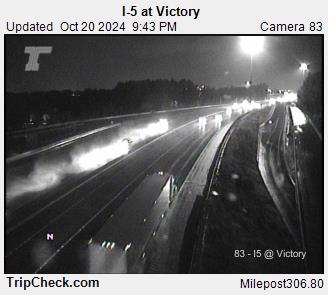 I-5 at Victory
Updated Oct 20 2024 9:43 PM Camera 83
T
N
83 - I5 @ Victory
TripCheck.com Milepost306.80